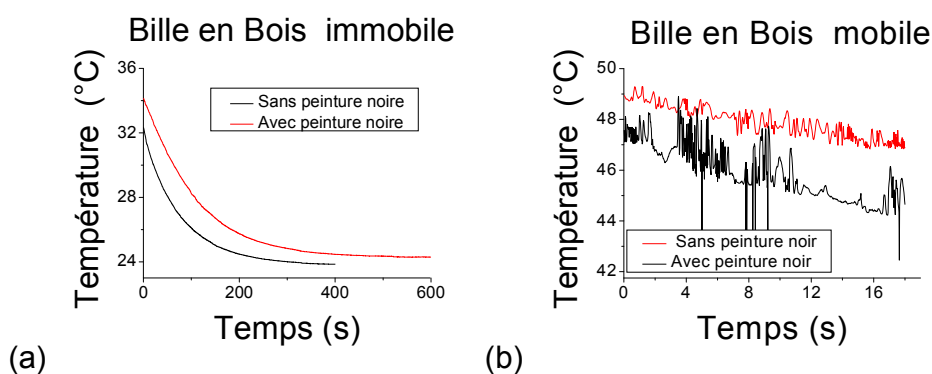 Bille en Bois immobile
Température (°C)
36
32
28
24
0
200
400
600
Sans peinture noire
Avec peinture noire
Temps (s)
(a)
Bille en Bois mobile
Température (°C)
50
48
46
44
42
0
4
8
12
16
Sans peinture noir
Avec peinture noir
Temps (s)
(b)